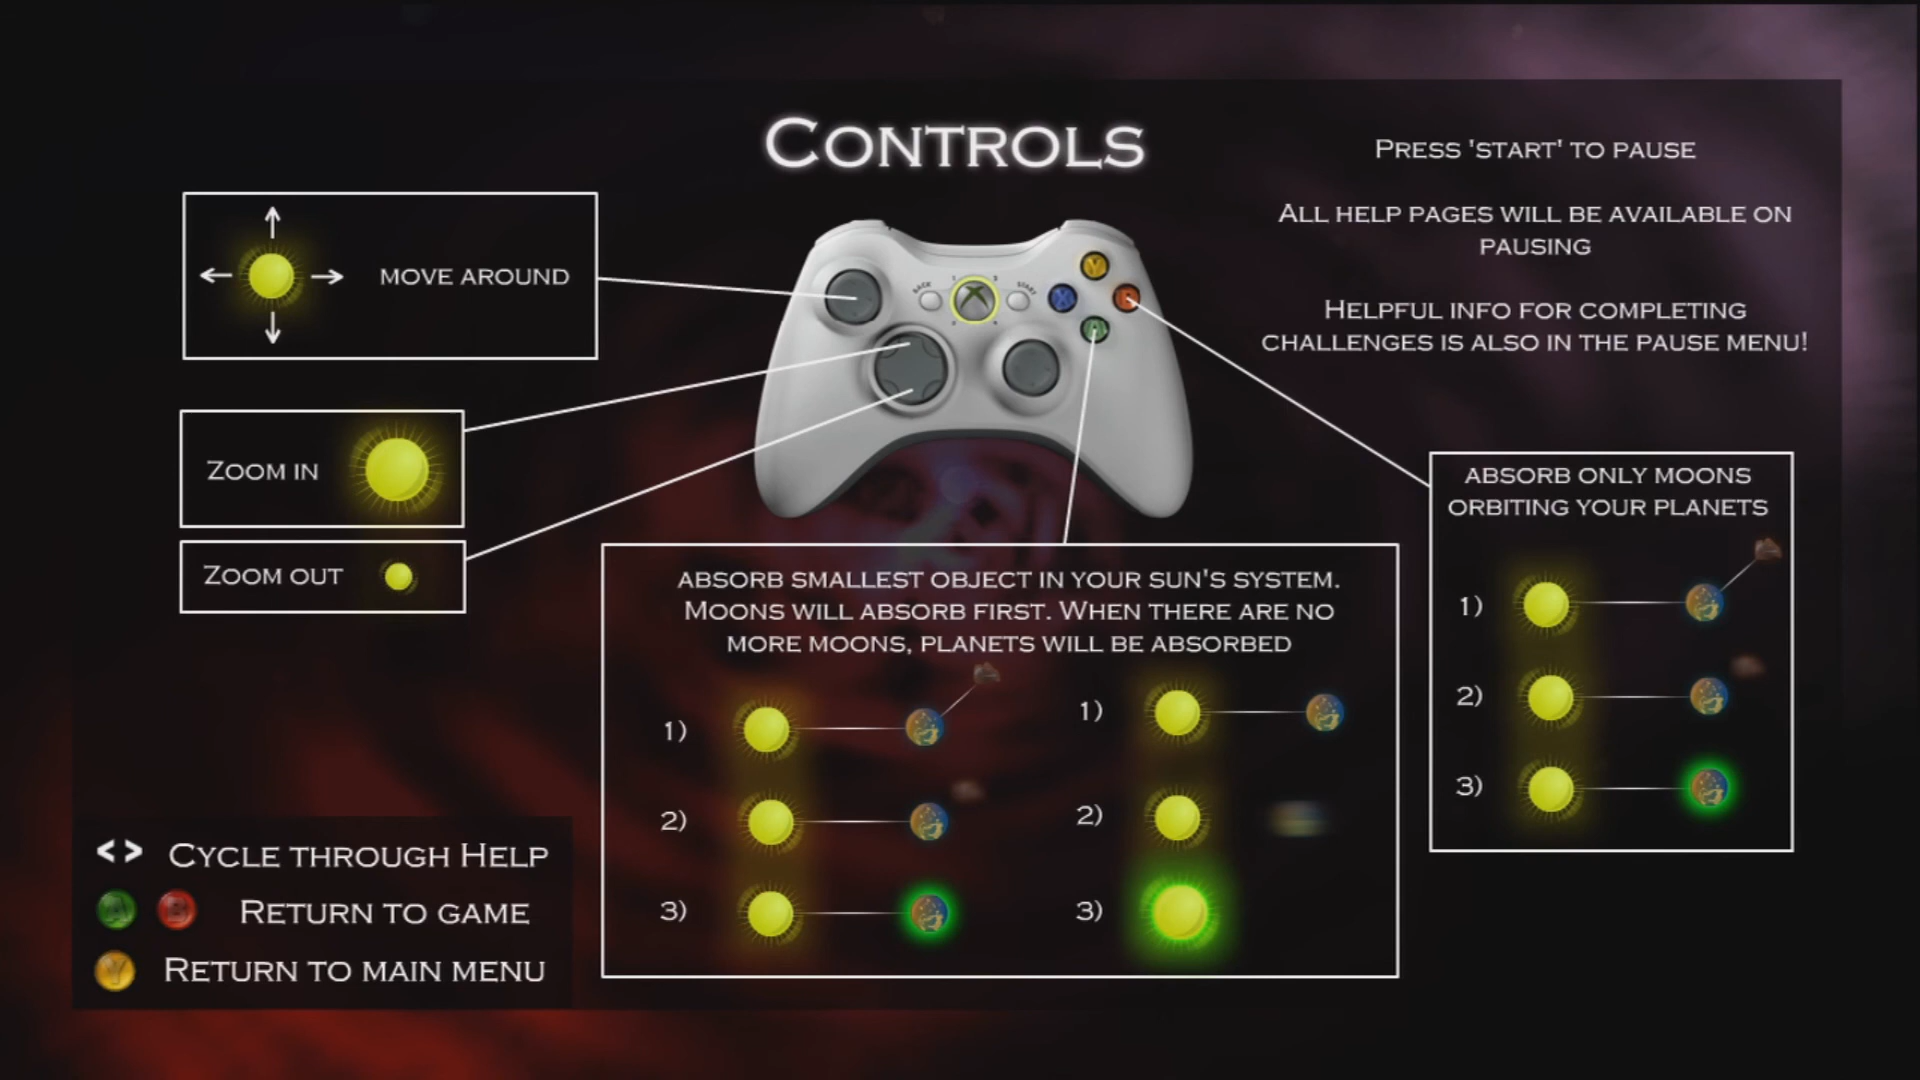 CONTROLS
PRESS 'START' TO PAUSE
ALL HELP PAGES WILL BE AVAILABLE ON
PAUSING
HELPFUL INFO FOR COMPLETING
CHALLENGES IS ALSO IN THE PAUSE MENU!
MOVE AROUND
BACK
START
Y
X
B
A
ZOOM IN
ZOOM OUT
ABSORB ONLY MOONS
ORBITING YOUR PLANETS
1)
2)
3)
ABSORB SMALLEST OBJECT IN YOUR SUN'S SYSTEM.
MOONS WILL ABSORB FIRST. WHEN THERE ARE NO
MORE MOONS, PLANETS WILL BE ABSORBED
1)
2)
3)
1)
2)
3)
< > CYCLE THROUGH HELP
A B RETURN TO GAME
Y RETURN TO MAIN MENU